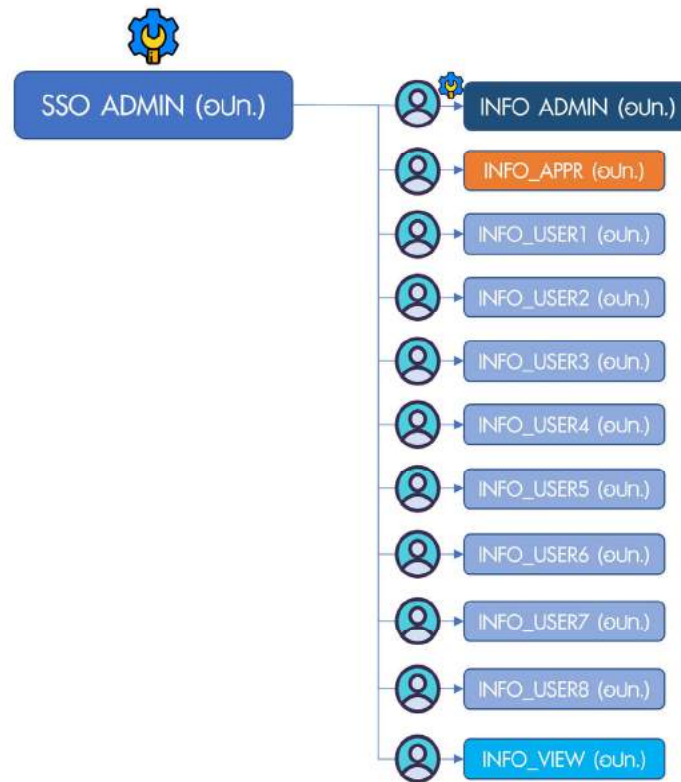 SSO ADMIN (อปท.)
INFO ADMIN (อปท.)
INFO_APPR (อปท.)
INFO_USER1 (อปท.)
INFO_USER2 (อปท.)
INFO_USER3 (อปท.)
INFO_USER4 (อปท.)
INFO_USER5 (อปท.)
INFO_USER6 (อปท.)
INFO_USER7 (อปท.)
INFO_USER8 (อปท.)
INFO_VIEW (อปท.)